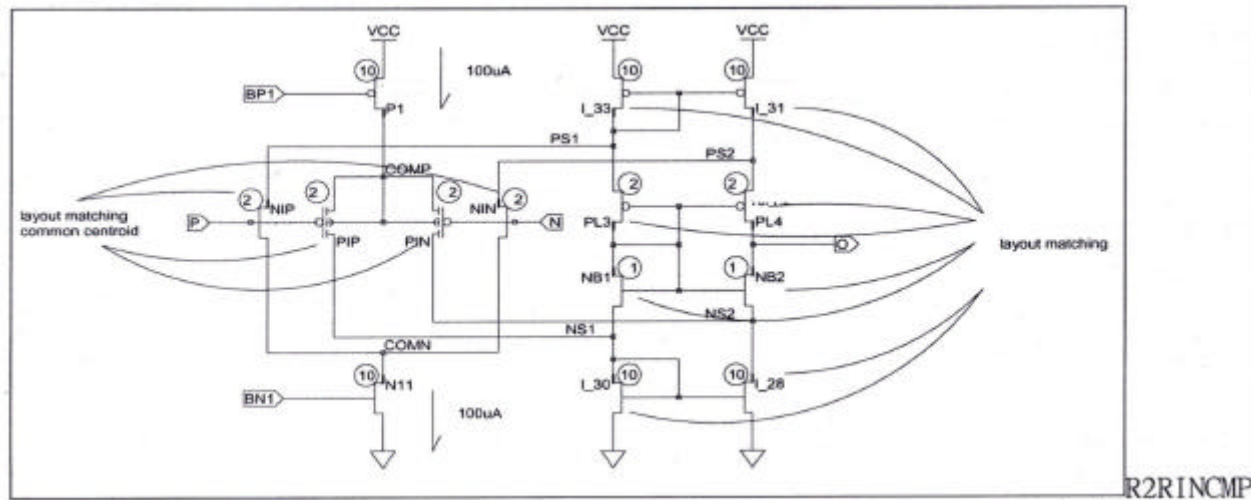 VCC
VCC
VCC
10
100uA
10
10
BP1
P1
I_33
I_31
PS1
PS2
COMP
2
2
2
2
2
2
layout matching
common centroid
P
NIP
NIN
N
PL3
PL4
PIP
PIN
O
layout matching
NB1
1
1
NB2
NS1
NS2
COMN
10
N11
I_30
10
10
I_28
BN1
100uA
R2RINCMP